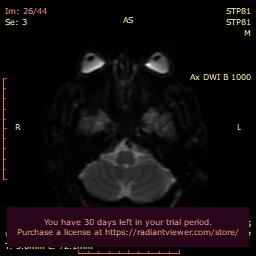 Im: 26/44
Se: 3
AS
STP81
STP81
M
Ax DWI B 1000
R
L
You have 30 days left in your trial period.
Purchase a license at https://radiantviewer.com/store/